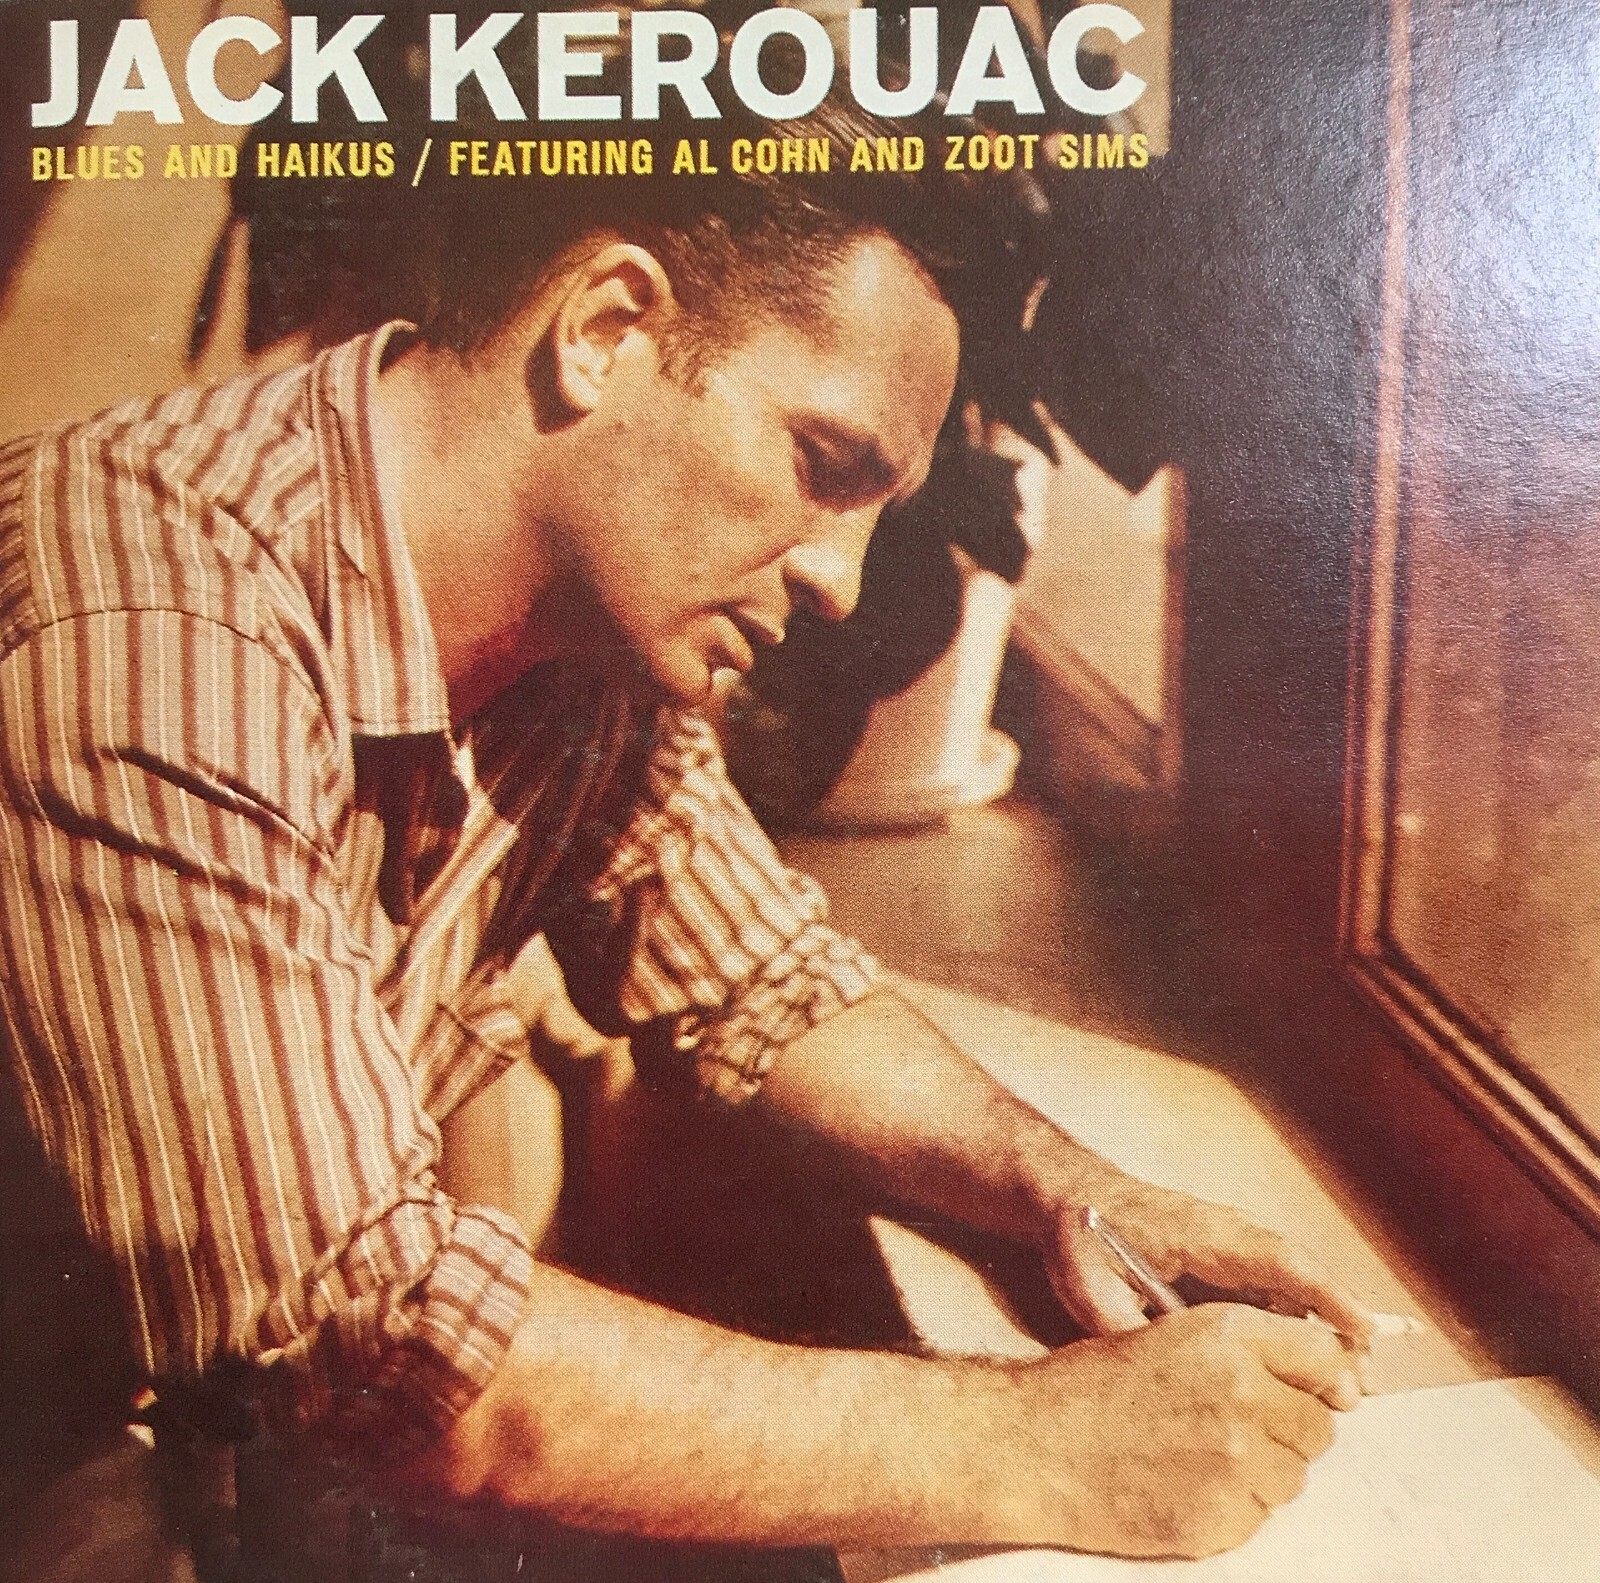 JACK KEROUAC
BLUES AND HAIKUS / FEATURING AL COHN AND ZOOT SIMS